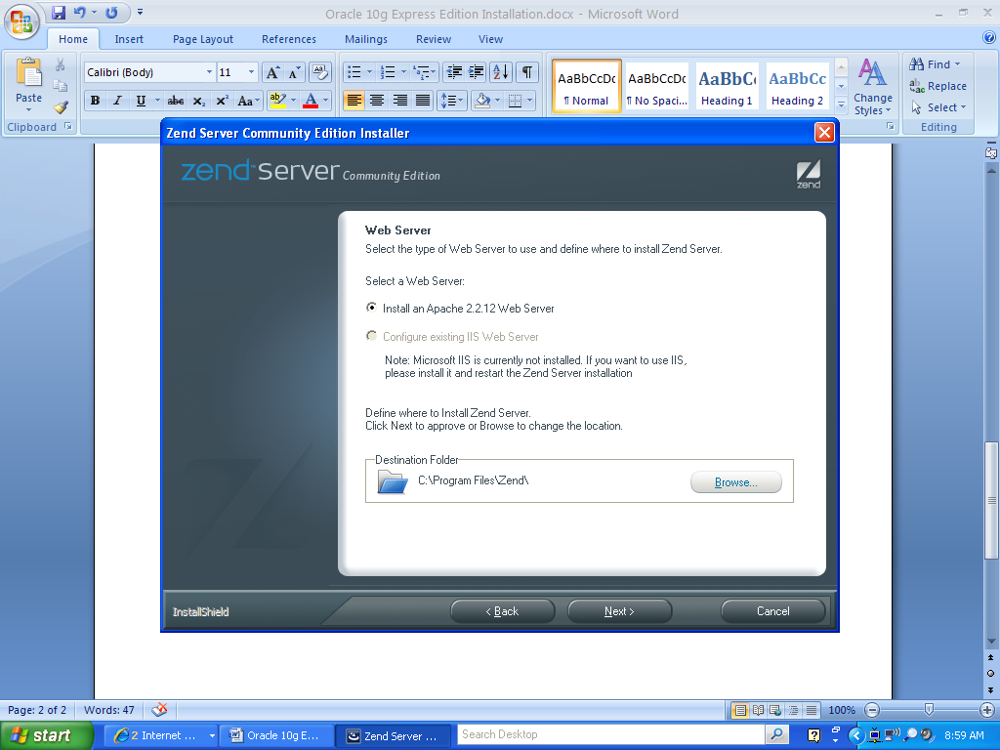 Oracle 10g Express Edition Installation.docx - Microsoft Word
Home Insert Page Layout References Mailings Review View
Paste
Clipboard
Calibri (Body) 11
B I U abe x₂ x² Aa
ab A
AaBbCcDc AaBbCcDc AaBbC AaBbCc
¶ Normal ¶ No Spaci... Heading 1 Heading 2
Change
Styles
Find
Replace
Select
Editing
Zend Server Community Edition Installer
zend server Community Edition
zend
Web Server
Select the type of Web Server to use and define where to install Zend Server.
Select a Web Server:
Install an Apache 2.2.12 Web Server
Configure existing IIS Web Server
Note: Microsoft IIS is currently not installed. If you want to use IIS,
please install it and restart the Zend Server installation
Define where to Install Zend Server.
Click Next to approve or Browse to change the location.
Destination Folder
C:\Program Files\Zend\
Browse...
InstallShield
< Back Next > Cancel
Page: 2 of 2 Words: 47 100%
start 2 Internet ... Oracle 10g E... Zend Server ... Search Desktop 8:59 AM